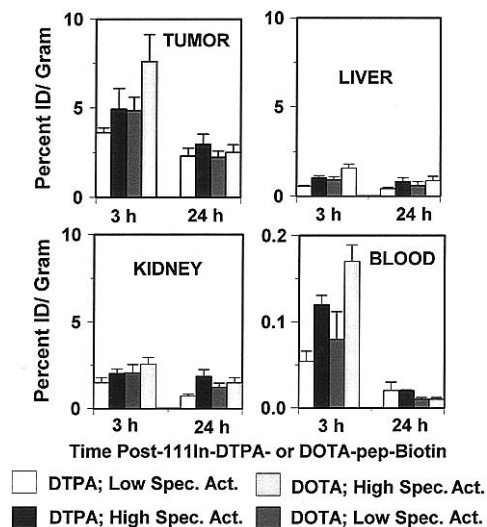 10
TUMOR
Percent ID/ Gram
5
0
3 h
24 h
10
LIVER
5
0
3 h
24 h
10
KIDNEY
Percent ID/ Gram
5
0
3 h
24 h
0.2
BLOOD
0.1
0.0
3 h
24 h
Time Post-111In-DTPA- or DOTA-pep-Biotin
DTPA; Low Spec. Act.
DOTA; High Spec. Act.
DTPA; High Spec. Act.
DOTA; Low Spec. Act.